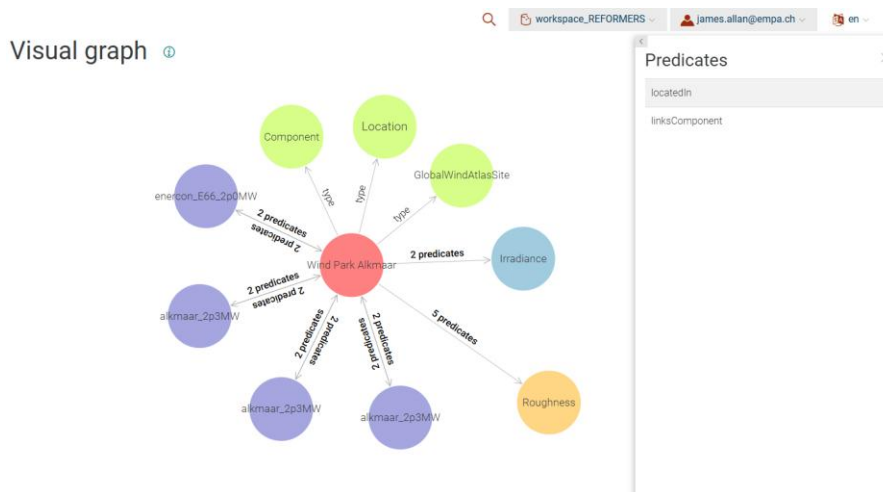 workspace_REFORMERS
james.allan@empa.ch
en
Visual graph
Predicates
locatedIn
linksComponent
Component
Location
GlobalWindAtlasSite
enercon_E66_2p0MW
type
type
type
2 predicates
2 predicates
Wind Park Alkmaar
2 predicates
Irradiance
alkmaar_2p3MW
2 predicates
2 predicates
2 predicates
2 predicates
2 predicates
2 predicates
5 predicates
alkmaar_2p3MW
alkmaar_2p3MW
Roughness